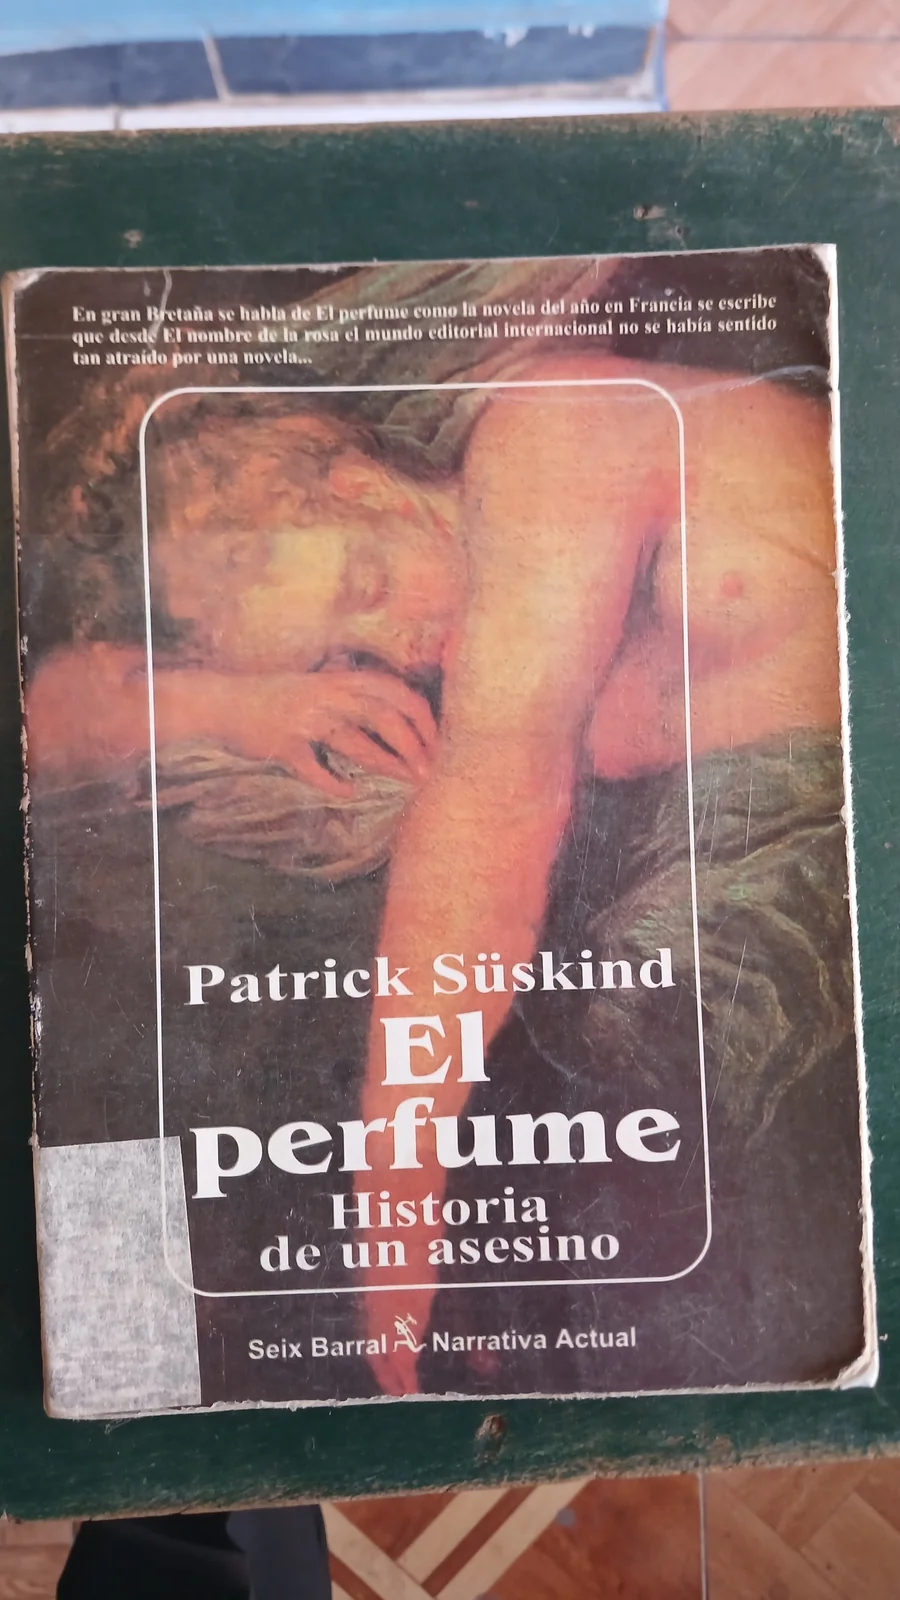 En gran Bretaña se habla de El perfume como la novela del año en Francia se escribe
que desde El nombre de la rosa el mundo editorial internacional no se había sentido
tan atraído por una novela...
Patrick Süskind
El
perfume
Historia
de un asesino
Seix Barral Narrativa Actual